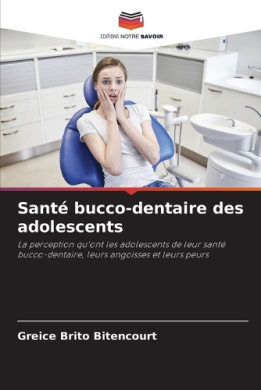 EDITIONS NOTRE SAVOIR
Santé bucco-dentaire des
adolescents
La perception qu'ont les adolescents de leur santé
bucco-dentaire, leurs angoisses et leurs peurs
Greice Brito Bitencourt